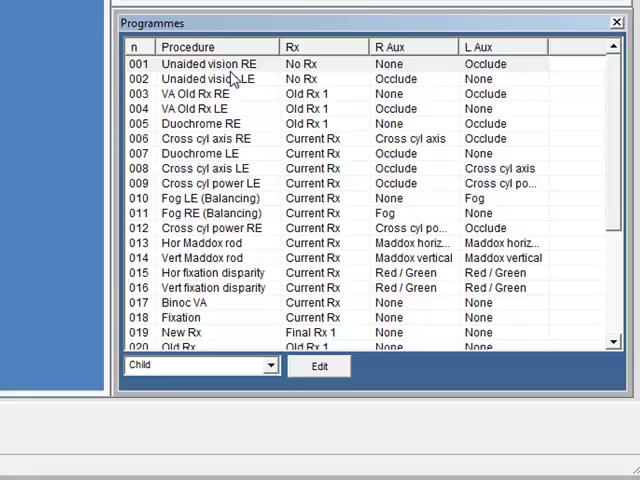 Programmes
n Procedure Rx R Aux L Aux
001 Unaided vision RE No Rx None Occlude
002 Unaided vision LE No Rx Occlude None
003 VA Old Rx RE Old Rx 1 None Occlude
004 VA Old Rx LE Old Rx 1 Occlude None
005 Duochrome RE Old Rx 1 None Occlude
006 Cross cyl axis RE Current Rx Cross cyl axis Occlude
007 Duochrome LE Current Rx Occlude None
008 Cross cyl axis LE Current Rx Occlude Cross cyl axis
009 Cross cyl power LE Current Rx Occlude Cross cyl po...
010 Fog LE (Balancing) Current Rx None Fog
011 Fog RE (Balancing) Current Rx Fog None
012 Cross cyl power RE Current Rx Cross cyl po... Occlude
013 Hor Maddox rod Current Rx Maddox horiz... Maddox horiz...
014 Vert Maddox rod Current Rx Maddox vertical Maddox vertical
015 Hor fixation disparity Current Rx Red / Green Red / Green
016 Vert fixation disparity Current Rx Red / Green Red / Green
017 Binoc VA Current Rx None None
018 Fixation Current Rx None None
019 New Rx Final Rx 1 None None
020 Old Rx Old Rx 1 None None
Child Edit